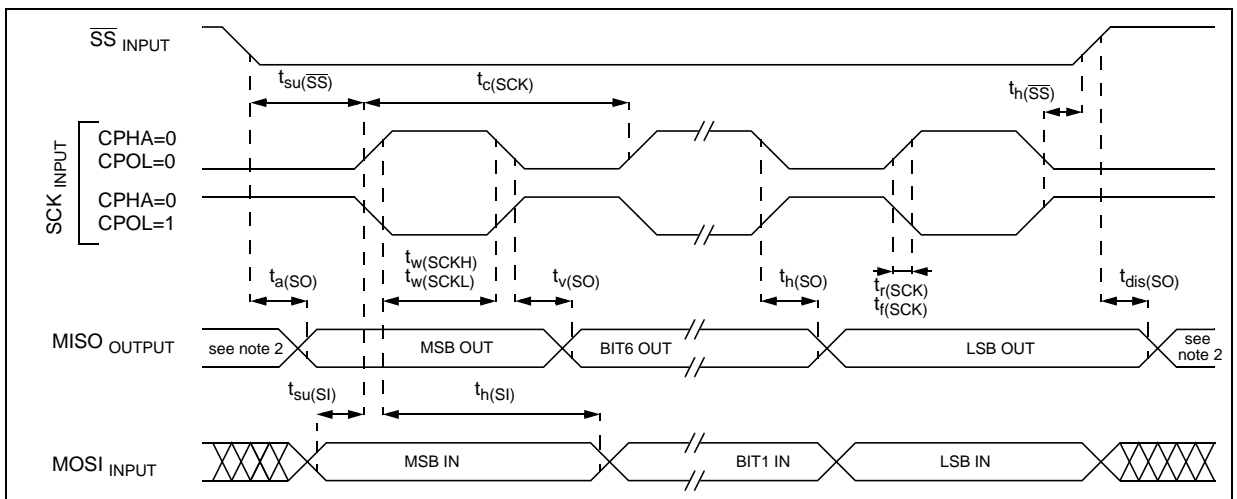 SS INPUT
tsu(SS)
tc(SCK)
th(SS)
SCK INPUT
CPHA=0
CPOL=0
CPHA=0
CPOL=1
ta(SO)
tw(SCKH)
tw(SCKL)
tv(SO)
th(SO)
tr(SCK)
tf(SCK)
tdis(SO)
MISO OUTPUT
see note 2
MSB OUT
BIT6 OUT
LSB OUT
see
note 2
tsu(SI)
th(SI)
MOSI INPUT
MSB IN
BIT1 IN
LSB IN